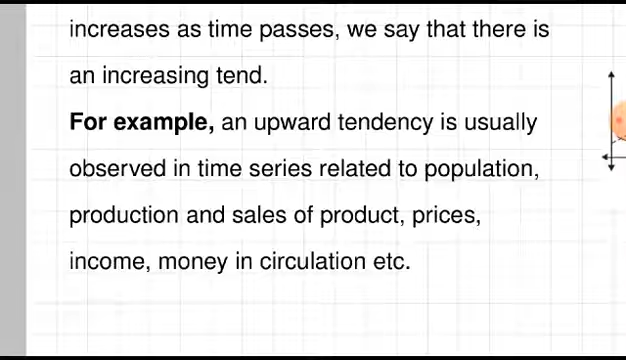 increases as time passes, we say that there is
an increasing tend.
For example, an upward tendency is usually
observed in time series related to population,
production and sales of product, prices,
income, money in circulation etc.